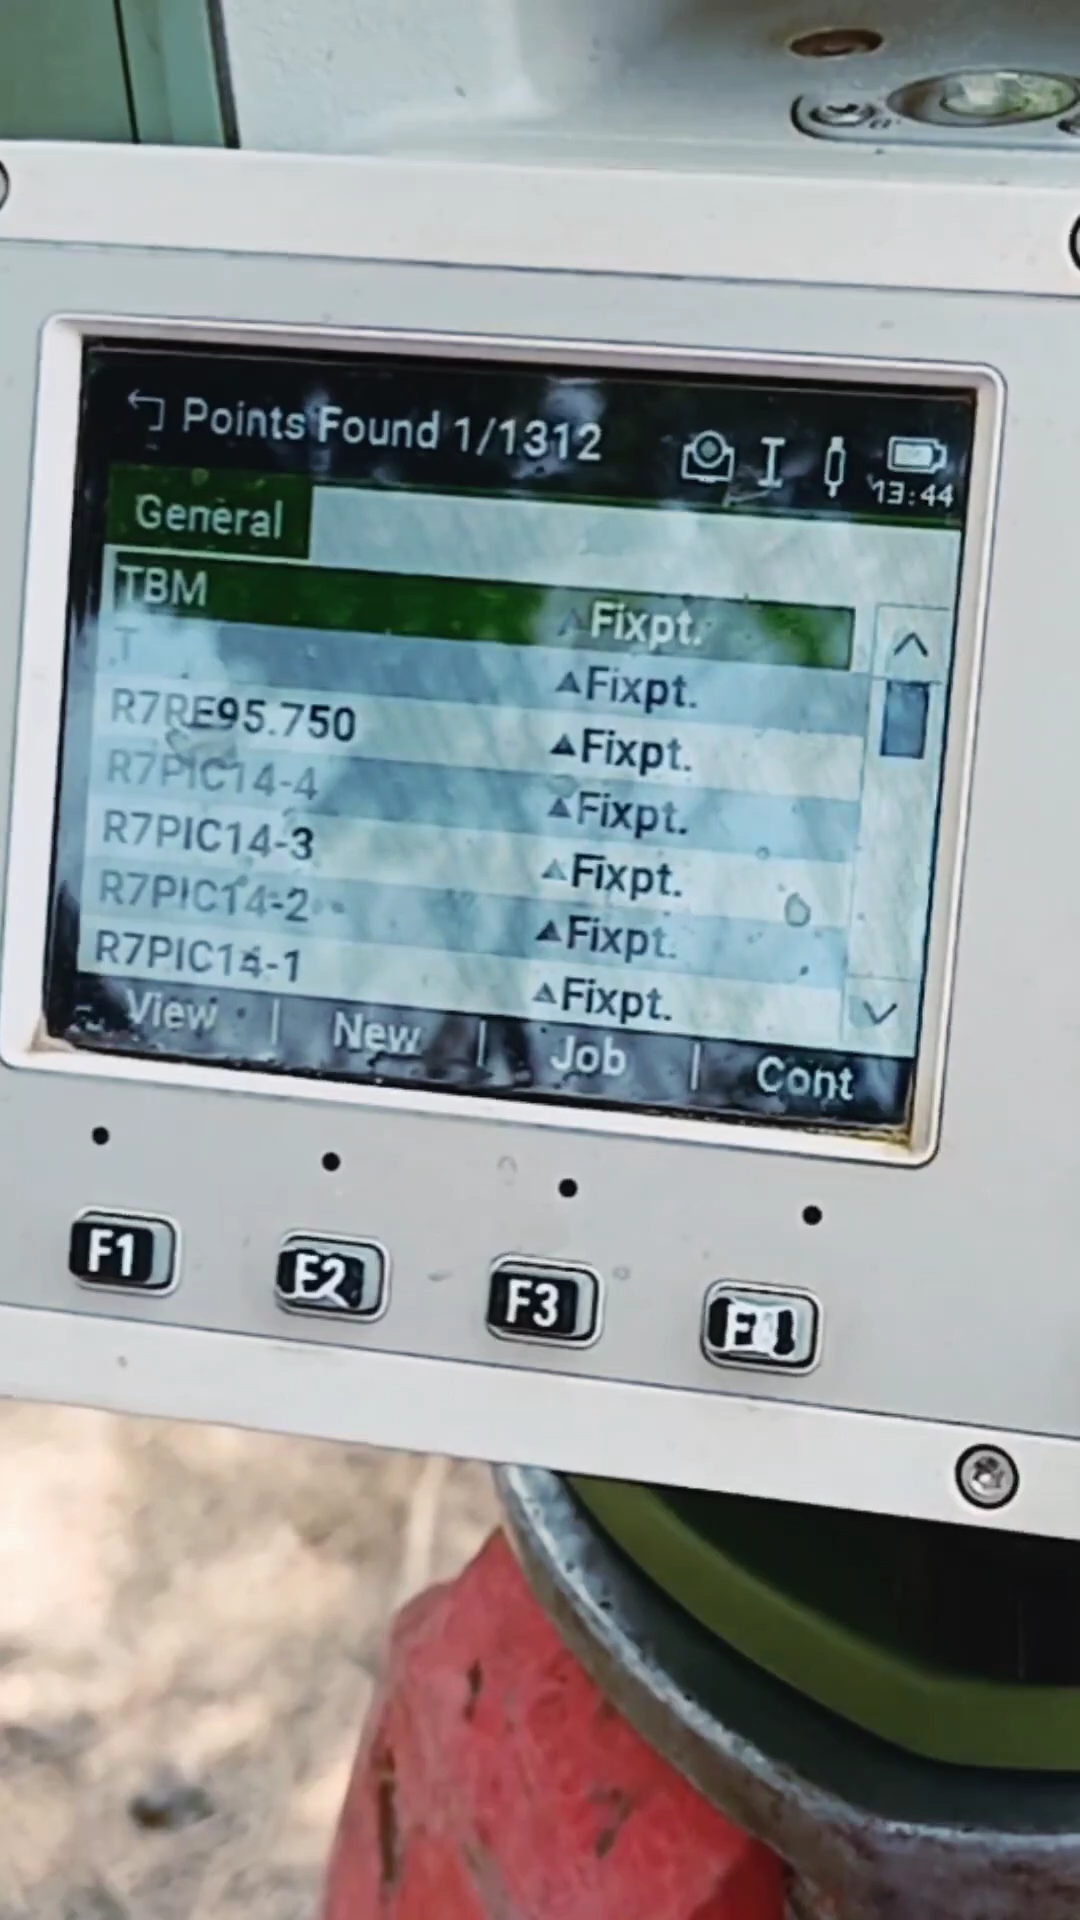 Points Found 1/1312
13:44
General
TBM Fixpt.
T Fixpt.
R7RE95.750 Fixpt.
R7PIC14-4 Fixpt.
R7PIC14-3 Fixpt.
R7PIC14-2 Fixpt.
R7PIC14-1 Fixpt.
View | New | Job | Cont
F1 F2 F3 F4